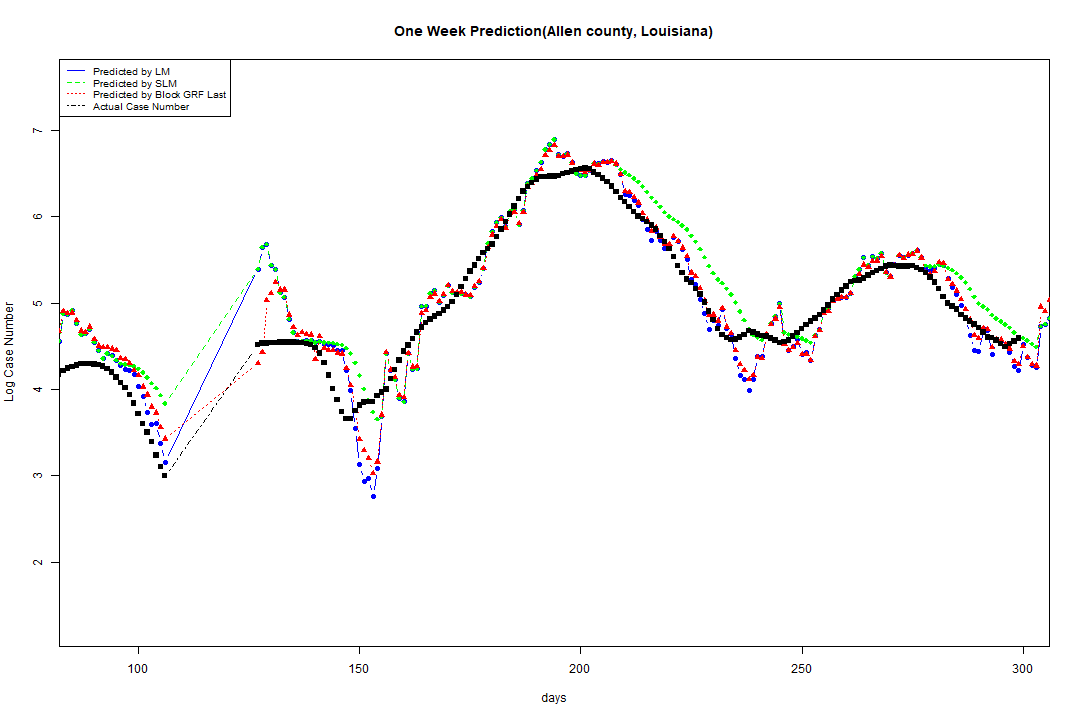 One Week Prediction(Allen county, Louisiana)
Predicted by LM
Predicted by SLM
Predicted by Block GRF Last
Actual Case Number
7
6
5
4
3
2
Log Case Number
100 150 200 250 300
days